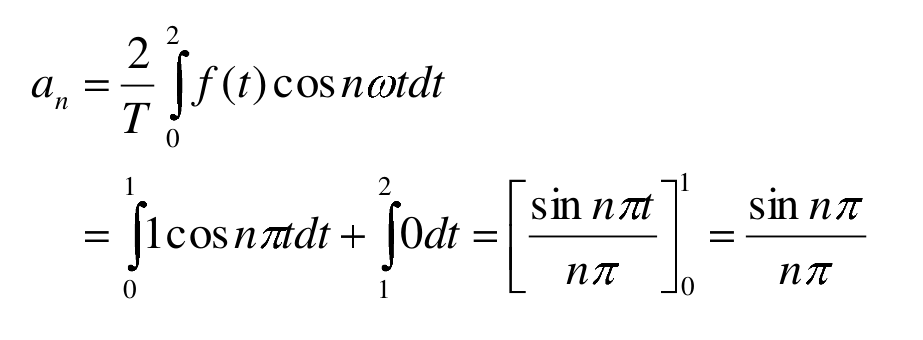 a_n = \frac{2}{T} \int_0^2 f(t) \cos n\omega t dt
= \int_0^1 1 \cos n\pi t dt + \int_1^2 0 dt = \left[ \frac{\sin n\pi t}{n\pi} \right]_0^1 = \frac{\sin n\pi}{n\pi}